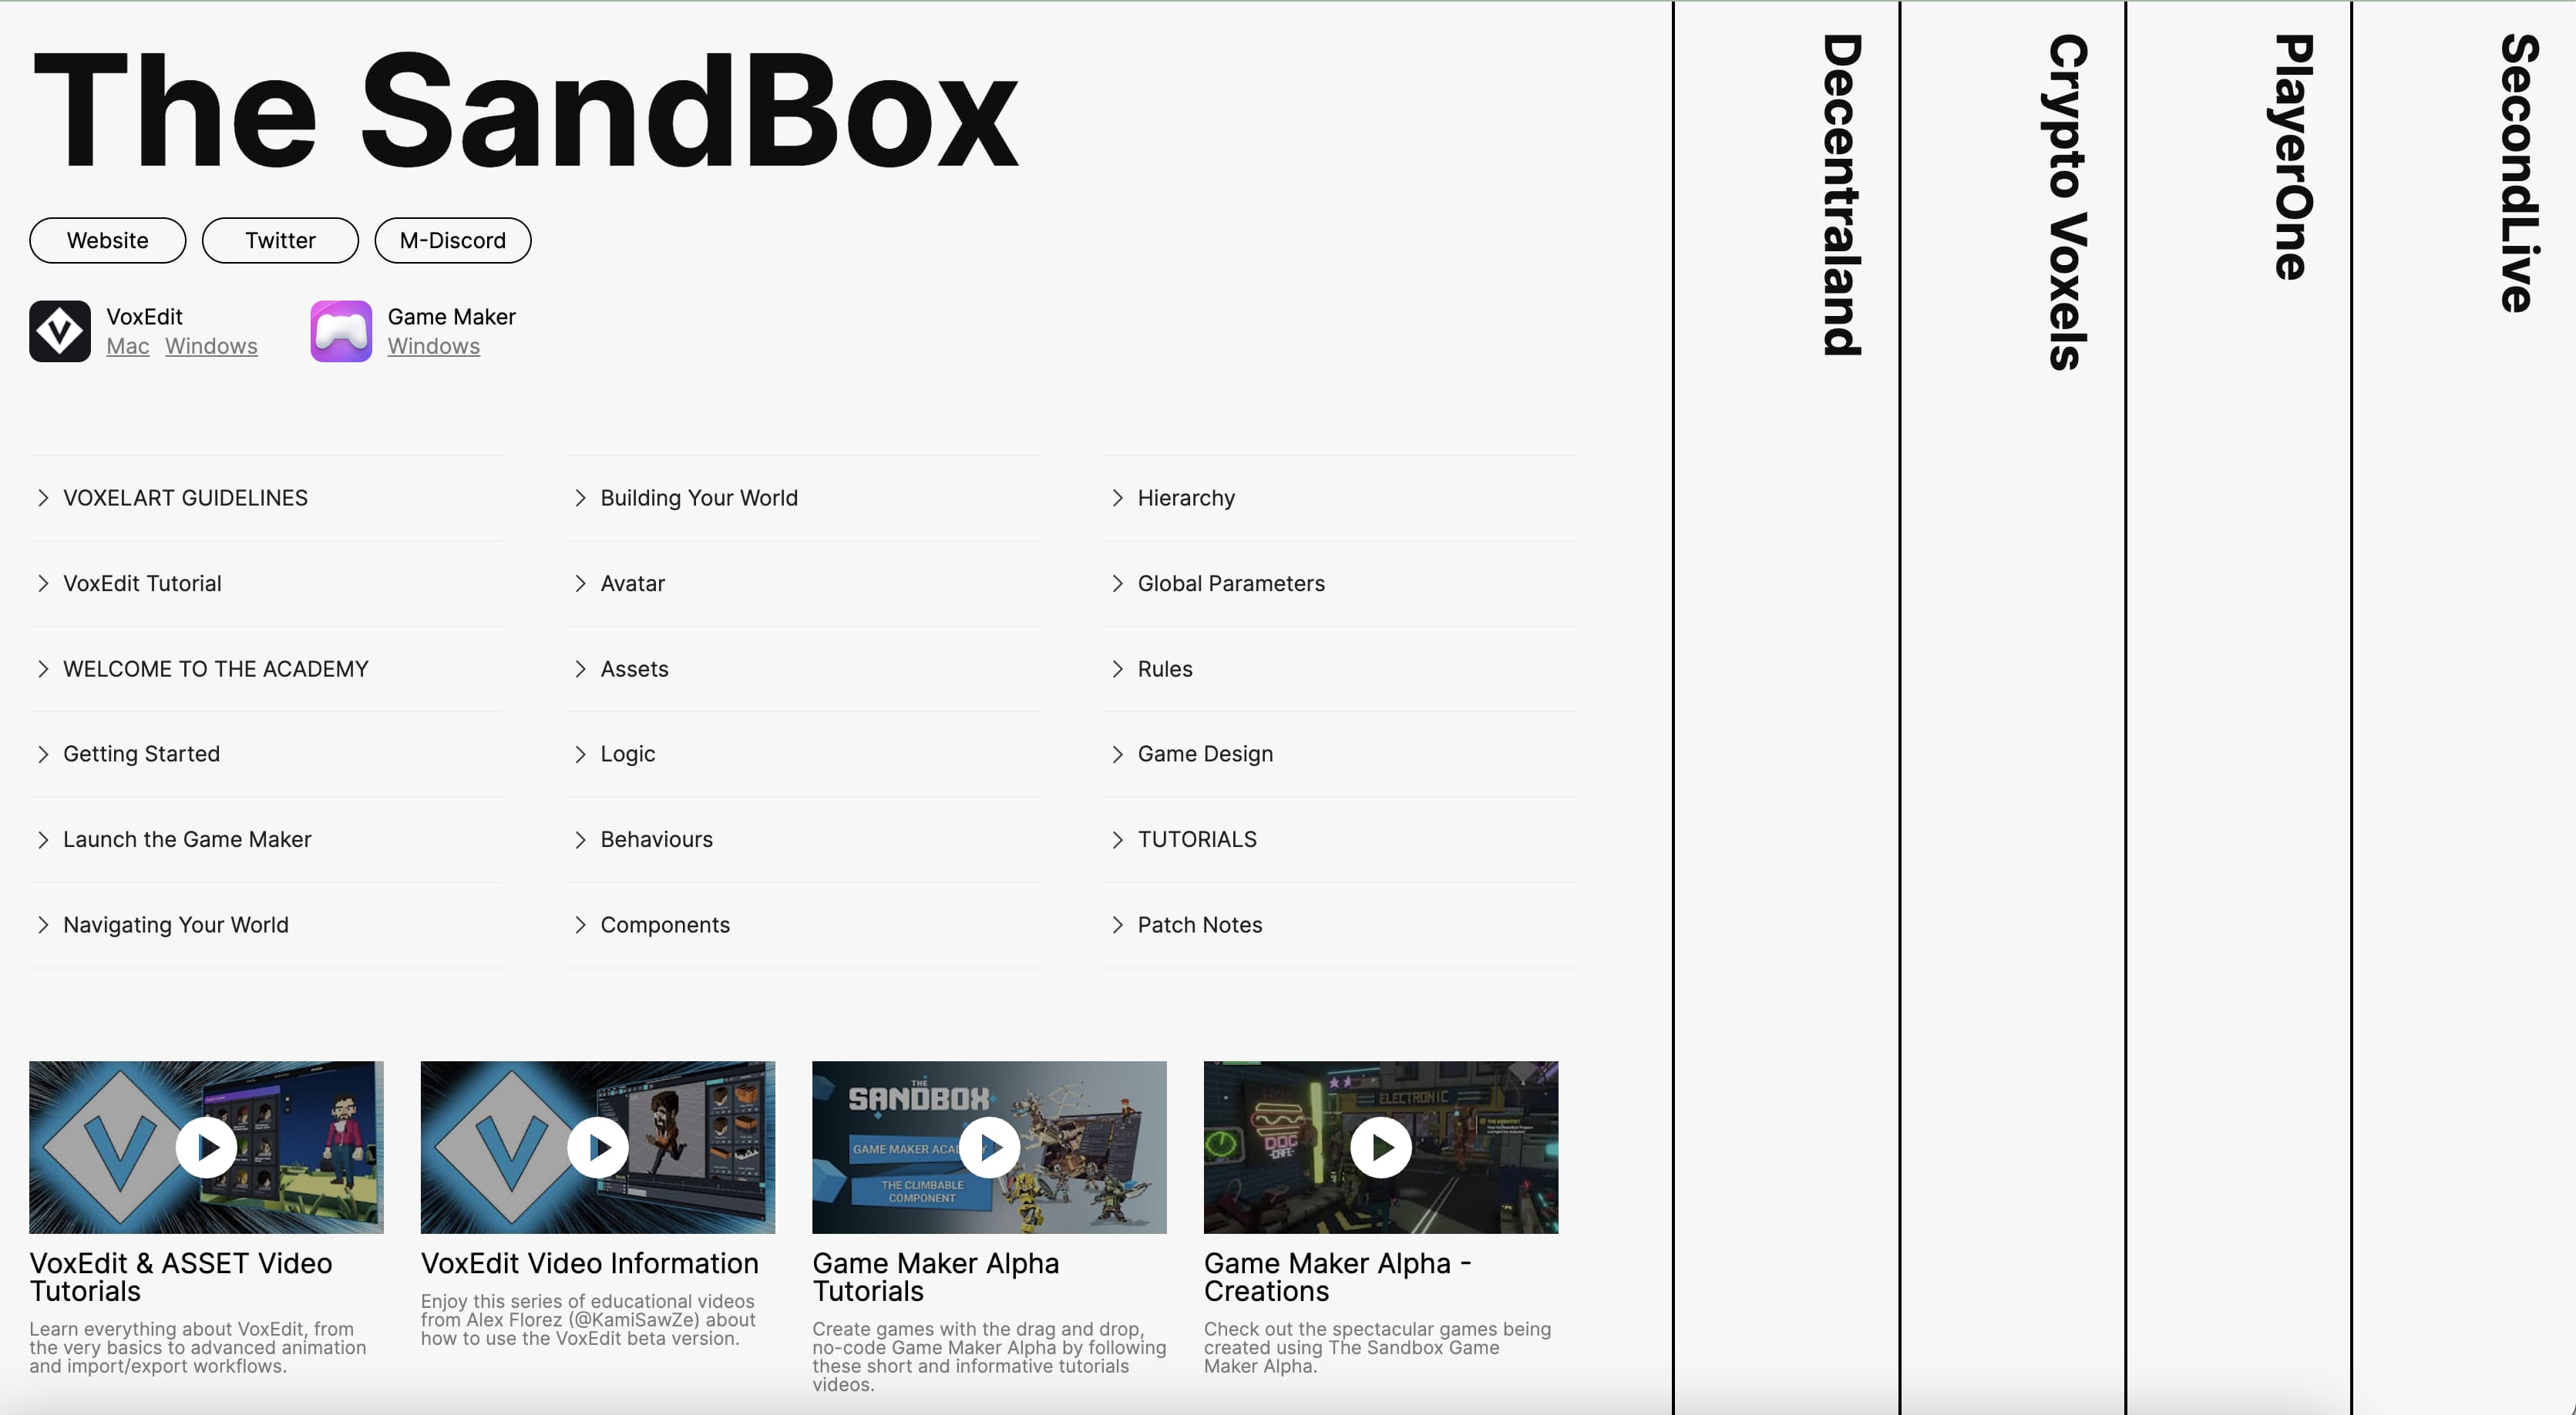 The SandBox
Website
Twitter
M-Discord
VoxEdit
Mac Windows
Game Maker
Windows
VOXELART GUIDELINES
VoxEdit Tutorial
WELCOME TO THE ACADEMY
Getting Started
Launch the Game Maker
Navigating Your World
Building Your World
Avatar
Assets
Logic
Behaviours
Components
Hierarchy
Global Parameters
Rules
Game Design
TUTORIALS
Patch Notes
VoxEdit & ASSET Video
Tutorials
Learn everything about VoxEdit, from
the very basics to advanced animation
and import/export workflows.
VoxEdit Video Information
Enjoy this series of educational videos
from Alex Florez (@KamiSawZe) about
how to use the VoxEdit beta version.
THE
SANDBOX
GAME MAKER
THE CLIMBABLE
COMPONENT
Game Maker Alpha
Tutorials
Create games with the drag and drop,
no-code Game Maker Alpha by following
these short and informative tutorials
videos.
ELECTRONIC
DOC
-CAFE-
Game Maker Alpha -
Creations
Check out the spectacular games being
created using The Sandbox Game
Maker Alpha.
Decentraland
Crypto Voxels
PlayerOne
SecondLive